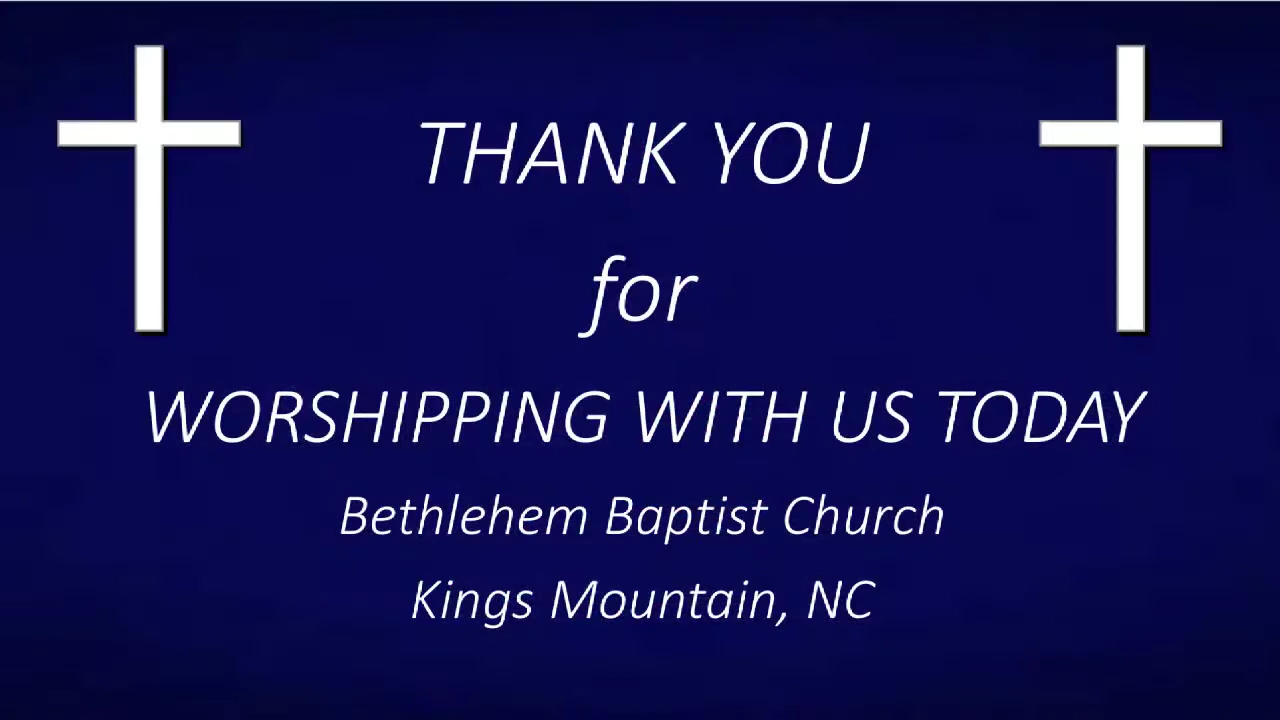 THANK YOU
for
WORSHIPPING WITH US TODAY
Bethlehem Baptist Church
Kings Mountain, NC